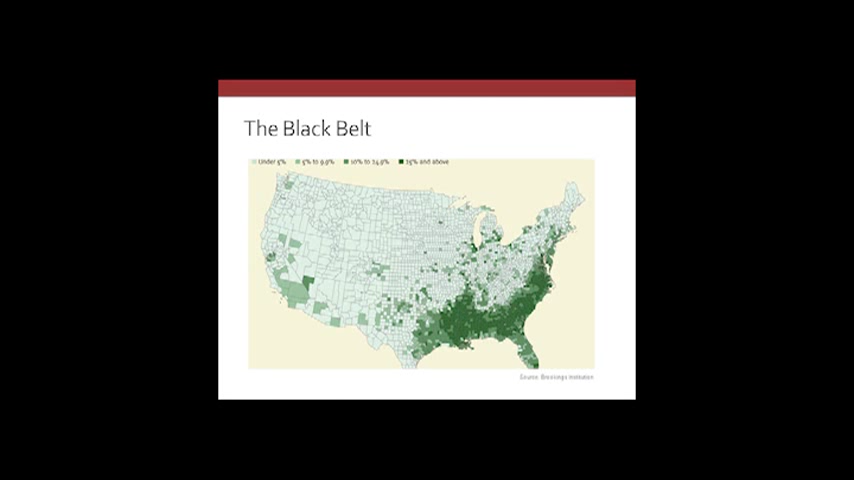 The Black Belt
Under 5% 5% to 9.9% 10% to 24.9% 25% and above
Source: Brookings Institution